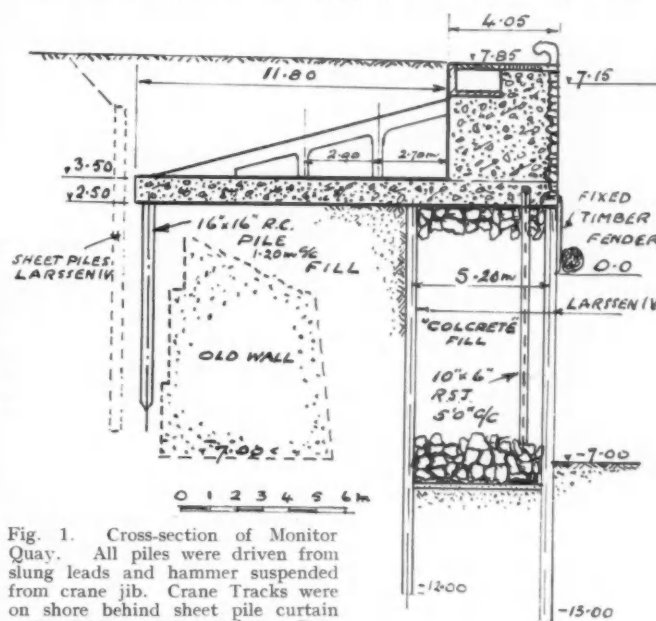 4.05
7.85
7.15
11.80
2.90
2.70m
3.50
2.50
16"x16" R.C.
PILE
1.20m C/C
FILL
SHEET PILES
LARSSEN IV.
FIXED
TIMBER
FENDER
0.0
5.20m
LARSSEN IV
"COLCRETE"
FILL
OLD WALL
10"x6"
R.S.J.
5'0" C/C
-7.00
-7.00
0 1 2 3 4 5 6m
-12.00
-13.00
Fig. 1. Cross-section of Monitor
Quay. All piles were driven from
slung leads and hammer suspended
from crane jib. Crane Tracks were
on shore behind sheet pile curtain